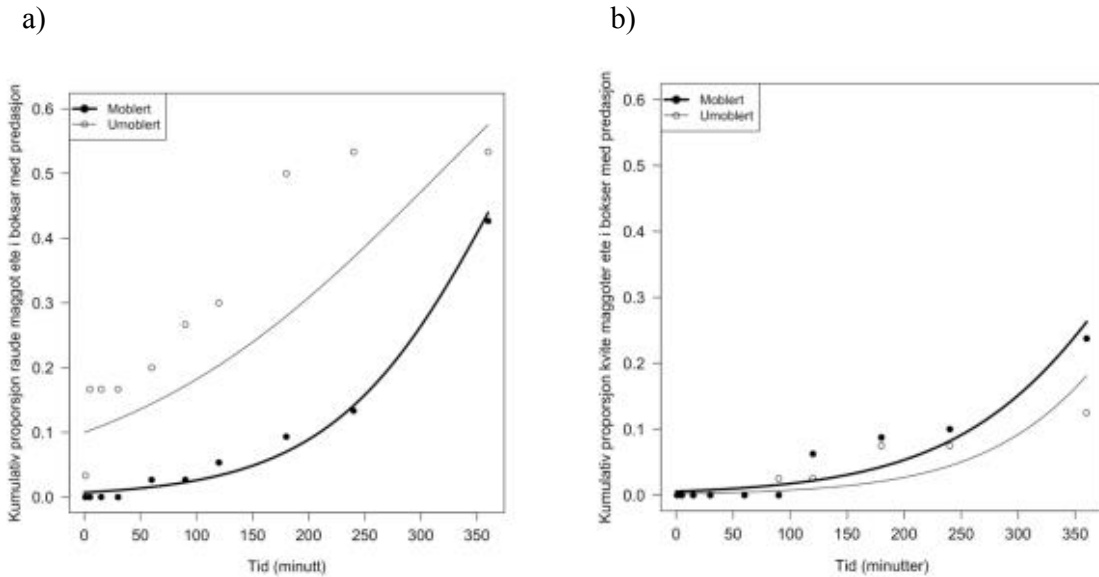 a)
b)
Kumulativ proporsjon raude maggot ete i boksar med predasjon
0.6
0.5
0.4
0.3
0.2
0.1
0.0
Moblert
Umoblert
0 50 100 150 200 250 300 350
Tid (minutt)
Kumulativ proporsjon kvite maggoter ete i bokser med predasjon
0.6
0.5
0.4
0.3
0.2
0.1
0.0
Moblert
Umoblert
0 50 100 150 200 250 300 350
Tid (minutter)